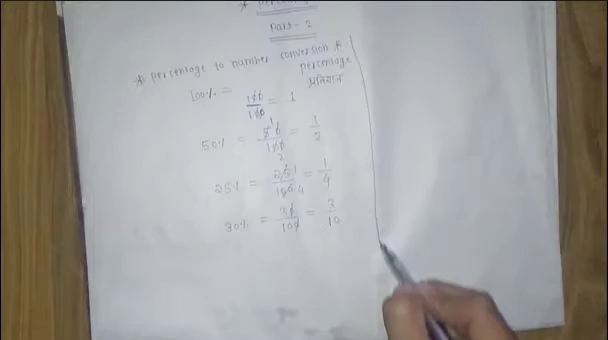 Part-2
* percentage to number conversion *
percentage
प्रतिशत
100% = 100/100 = 1
50% = 50/100 = 1/2
25% = 25/100 = 1/4
30% = 30/100 = 3/10